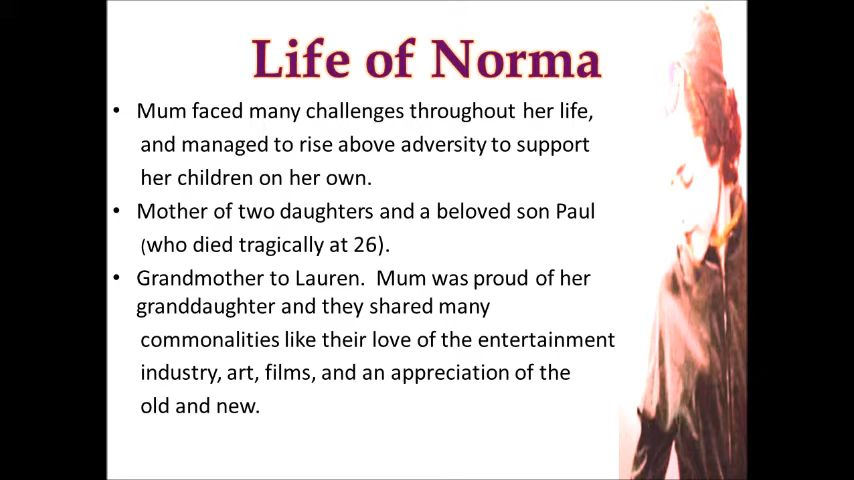 Life of Norma
• Mum faced many challenges throughout her life,
and managed to rise above adversity to support
her children on her own.
• Mother of two daughters and a beloved son Paul
(who died tragically at 26).
• Grandmother to Lauren.  Mum was proud of her
granddaughter and they shared many
commonalities like their love of the entertainment
industry, art, films, and an appreciation of the
old and new.